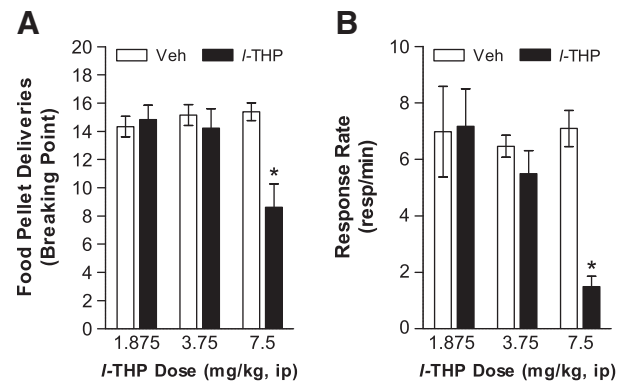 A
Veh
l-THP
Food Pellet Deliveries
(Breaking Point)
20
18
16
14
12
10
8
6
4
2
0
*
1.875
3.75
7.5
l-THP Dose (mg/kg, ip)
B
Veh
l-THP
Response Rate
(resp/min)
10
8
6
4
2
0
*
1.875
3.75
7.5
l-THP Dose (mg/kg, ip)